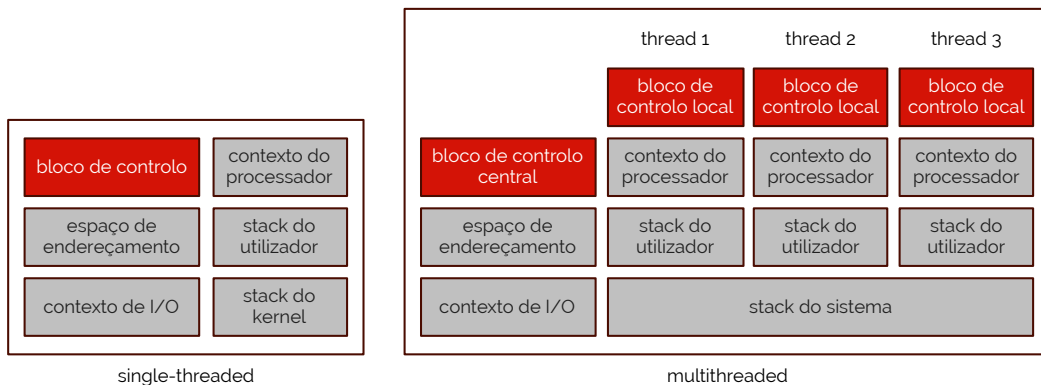 thread 1
thread 2
thread 3
bloco de
controlo local
bloco de
controlo local
bloco de
controlo local
bloco de controlo
contexto do
processador
bloco de controlo
central
contexto do
processador
contexto do
processador
contexto do
processador
espaço de
endereçamento
stack do
utilizador
espaço de
endereçamento
stack do
utilizador
stack do
utilizador
stack do
utilizador
contexto de I/O
stack do
kernel
contexto de I/O
stack do sistema
single-threaded
multithreaded